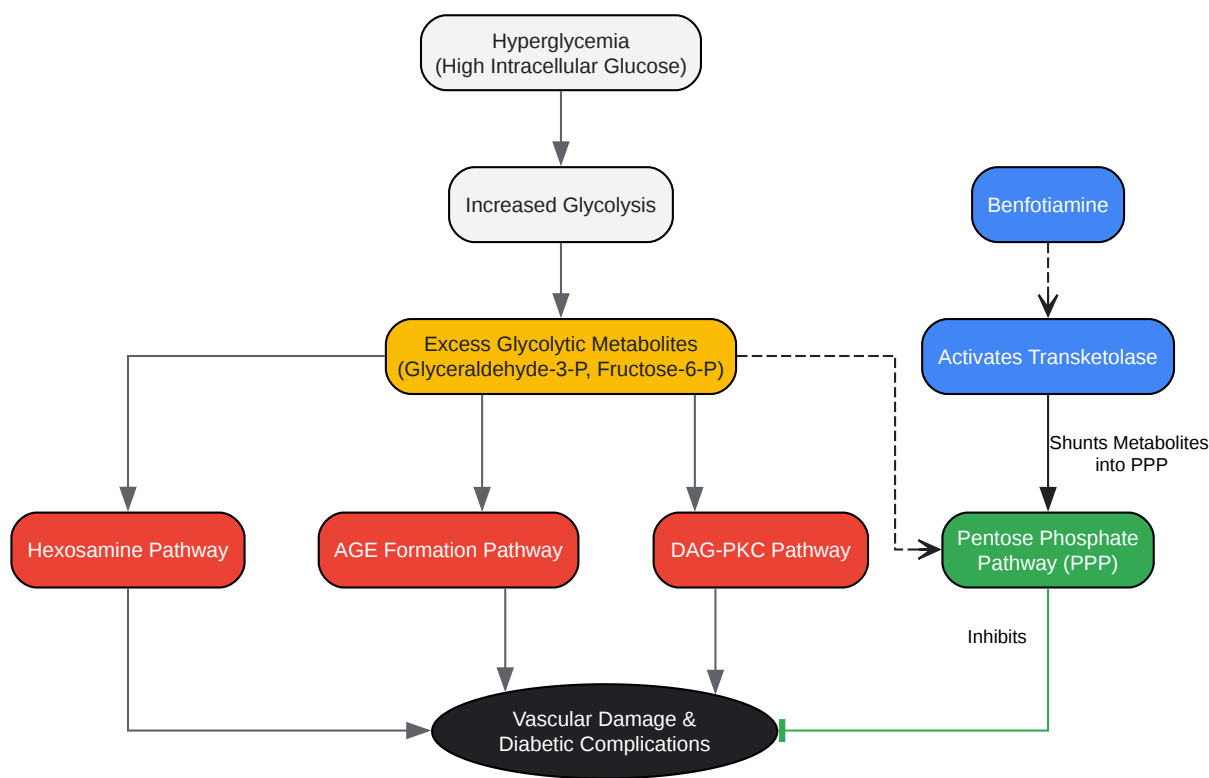 Hyperglycemia
(High Intracellular Glucose)
Increased Glycolysis
Benfotiamine
Excess Glycolytic Metabolites
(Glyceraldehyde-3-P, Fructose-6-P)
Activates Transketolase
Shunts Metabolites
into PPP
Hexosamine Pathway
AGE Formation Pathway
DAG-PKC Pathway
Pentose Phosphate
Pathway (PPP)
Inhibits
Vascular Damage &
Diabetic Complications